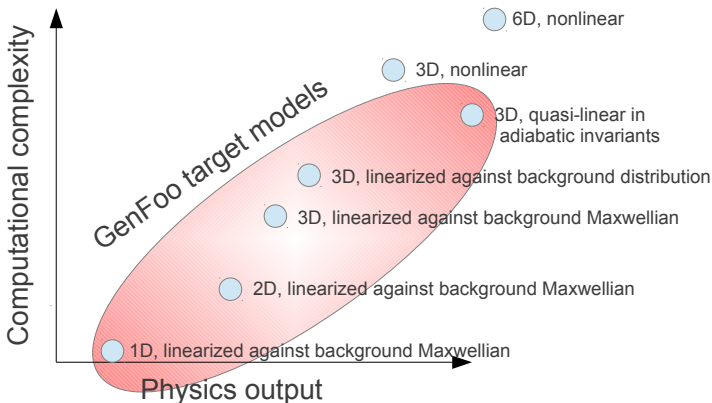 6D, nonlinear
3D, nonlinear
3D, quasi-linear in
adiabatic invariants
GenFoo target models
3D, linearized against background distribution
3D, linearized against background Maxwellian
2D, linearized against background Maxwellian
1D, linearized against background Maxwellian
Computational complexity
Physics output